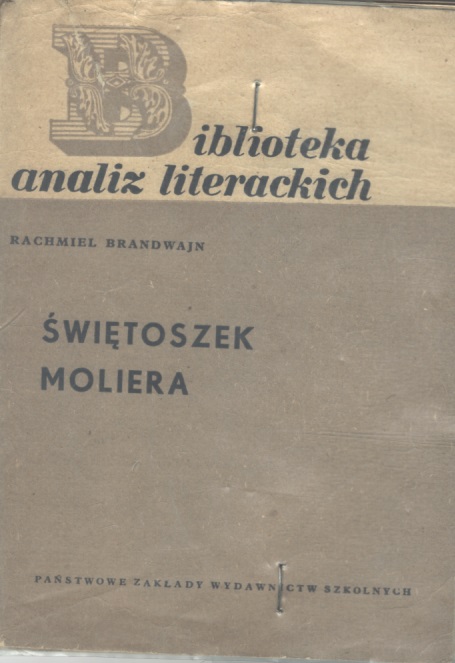 Biblioteka
analiz literackich
RACHMIEL BRANDWAJN
ŚWIĘTOSZEK
MOLIERA
PAŃSTWOWE ZAKŁADY WYDAWNICTW SZKOLNYCH